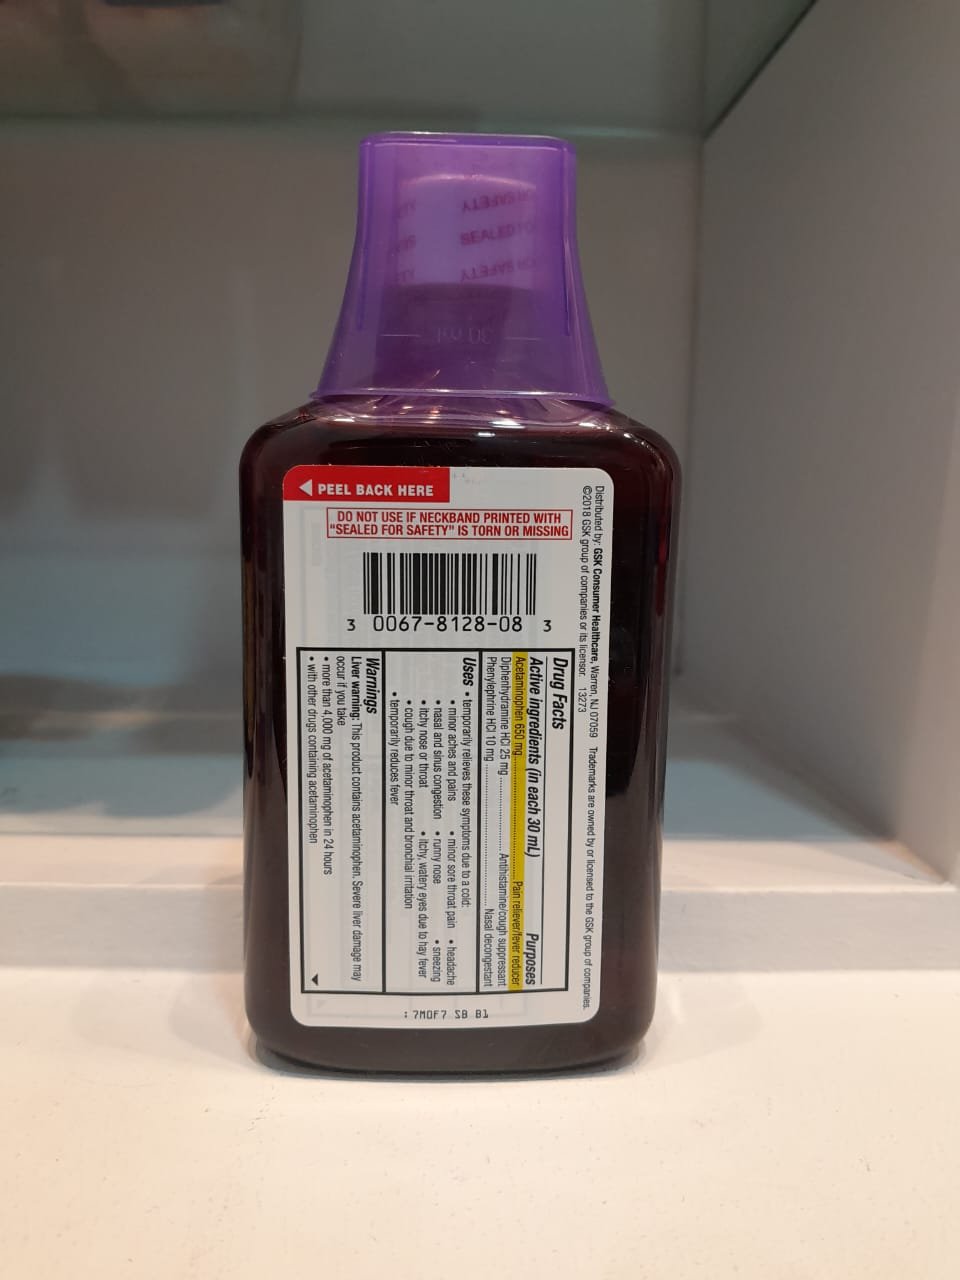 SEALED FO
30 ml
PEEL BACK HERE
DO NOT USE IF NECKBAND PRINTED WITH
"SEALED FOR SAFETY" IS TORN OR MISSING
3 0067-8128-08 3
Distributed by: GSK Consumer Healthcare, Warren, NJ 07059 Trademarks are owned by or licensed to the GSK group of companies.
©2018 GSK group of companies or its licensor. 13273
Drug Facts
Active ingredients (in each 30 mL) Purposes
Acetaminophen 650 mg.......... Pain reliever/fever reducer
Diphenhydramine HCl 25 mg.......... Antihistamine/cough suppressant
Phenylephrine HCl 10 mg.......... Nasal decongestant
Uses • temporarily relieves these symptoms due to a cold:
• minor aches and pains • minor sore throat pain • headache
• nasal and sinus congestion • runny nose • sneezing
• itchy nose or throat • itchy, watery eyes due to hay fever
• cough due to minor throat and bronchial irritation
• temporarily reduces fever
Warnings
Liver warning: This product contains acetaminophen. Severe liver damage may
occur if you take
• more than 4,000 mg of acetaminophen in 24 hours
• with other drugs containing acetaminophen
: 7M0F7 SB B1